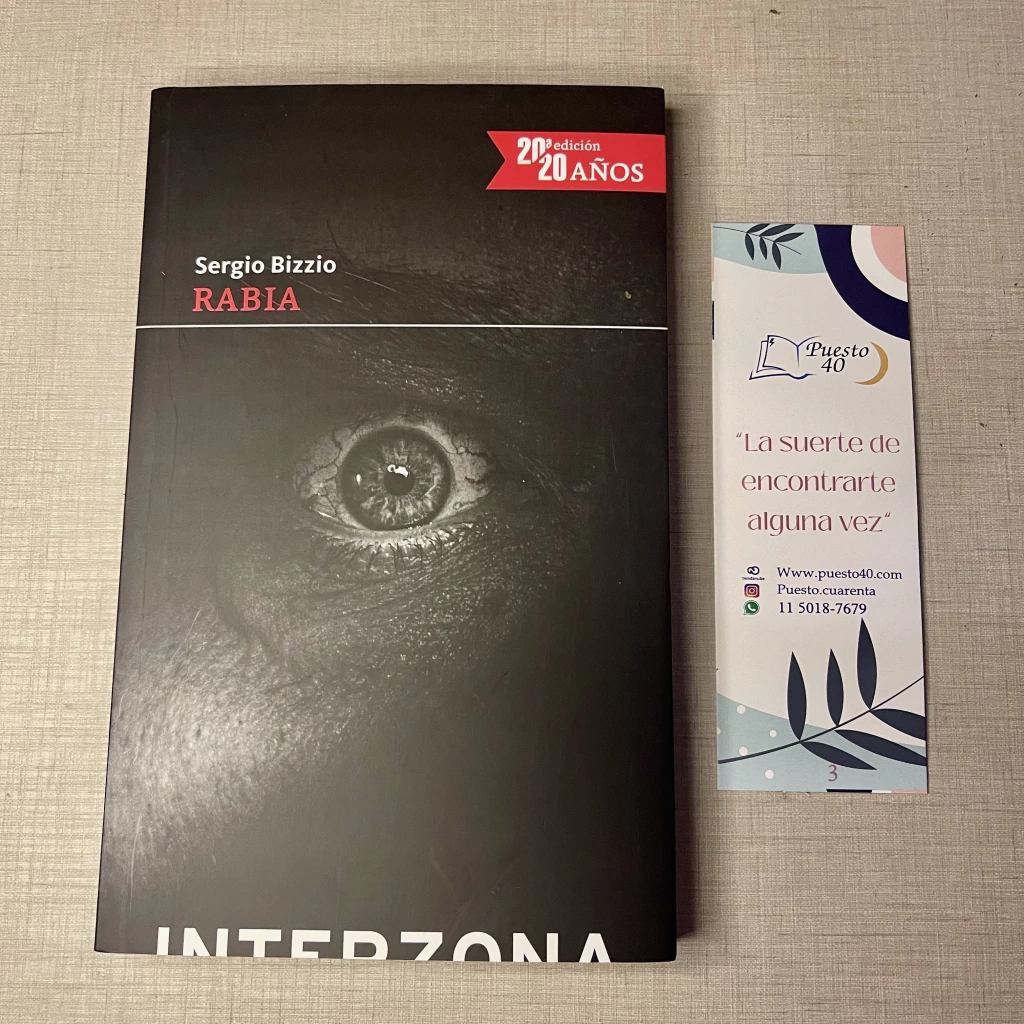 20ª edición
20 AÑOS
Sergio Bizzio
RABIA
INTERZONA
Puesto
40
"La suerte de
encontrarte
alguna vez"
Www.puesto40.com
Puesto.cuarenta
11 5018-7679
3